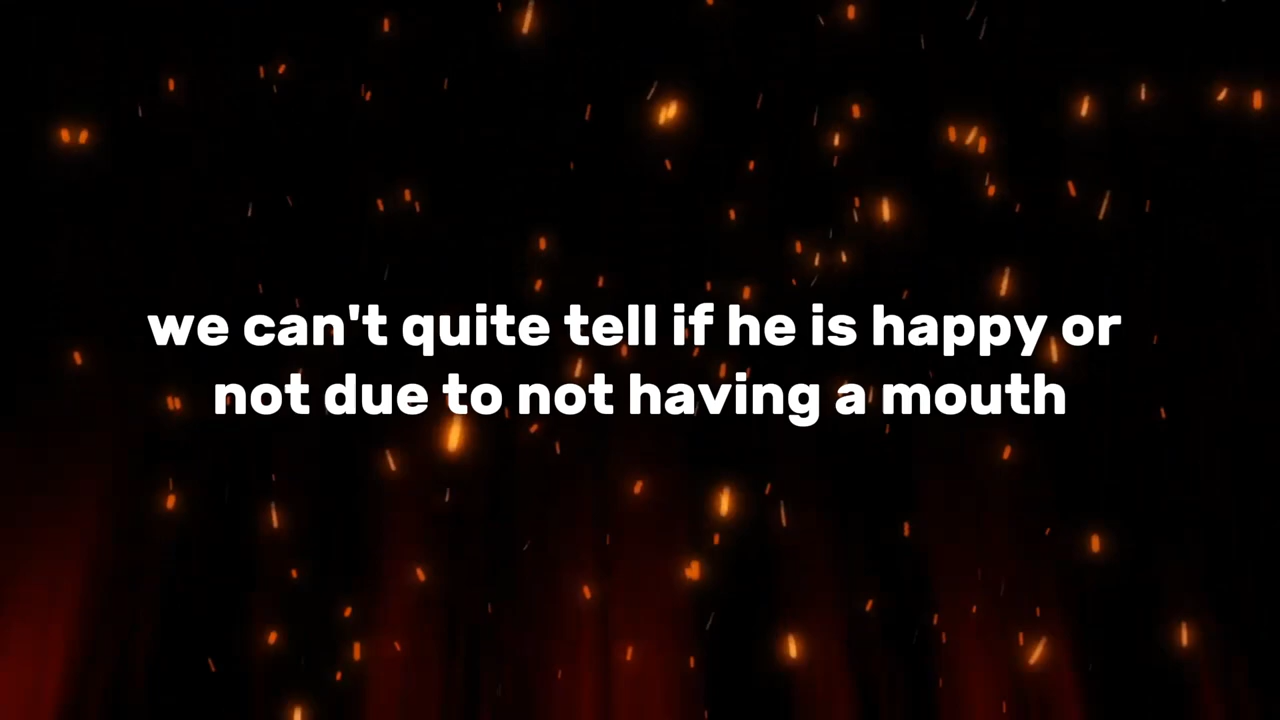 we can't quite tell if he is happy or
not due to not having a mouth